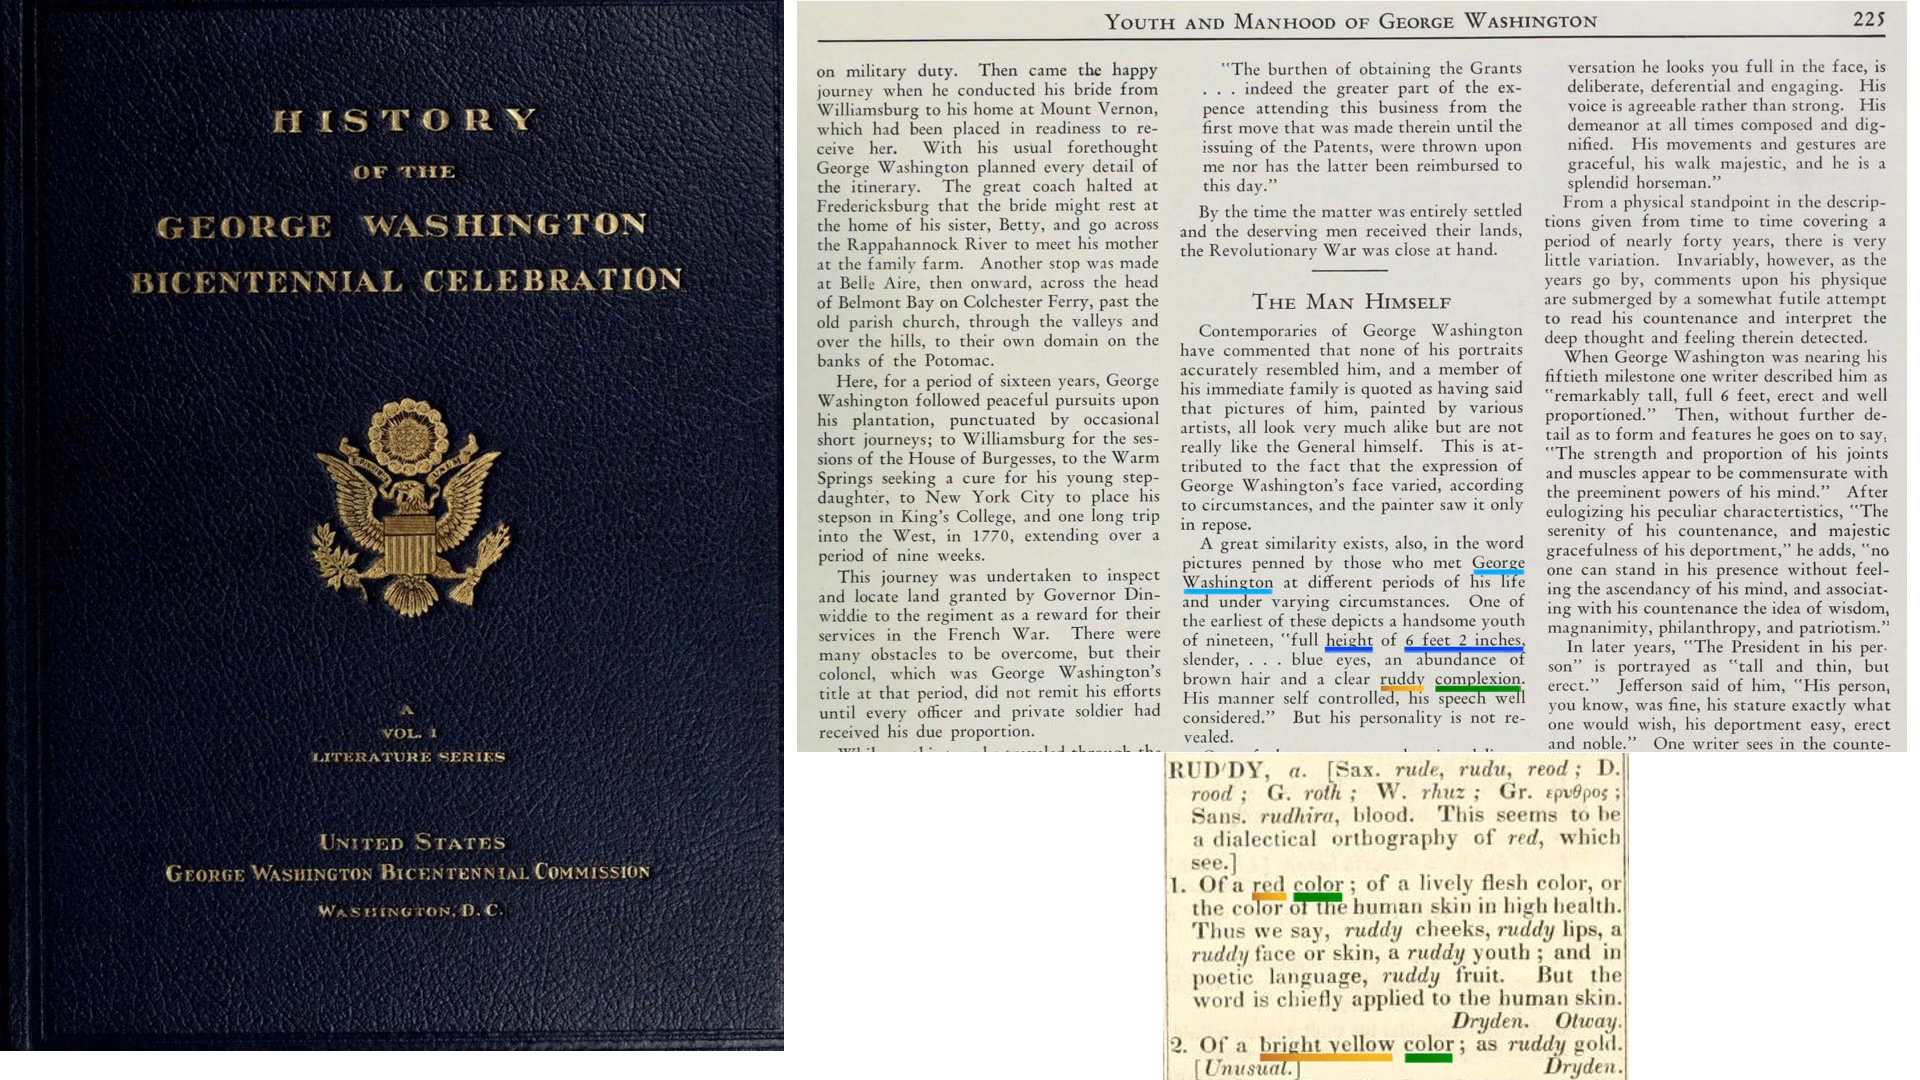 HISTORY
OF THE
GEORGE WASHINGTON
BICENTENNIAL CELEBRATION
A
VOL. I
LITERATURE SERIES
UNITED STATES
GEORGE WASHINGTON BICENTENNIAL COMMISSION
WASHINGTON, D. C.
YOUTH AND MANHOOD OF GEORGE WASHINGTON
225
on military duty. Then came the happy
journey when he conducted his bride from
Williamsburg to his home at Mount Vernon,
which had been placed in readiness to re-
ceive her. With his usual forethought
George Washington planned every detail of
the itinerary. The great coach halted at
Fredericksburg that the bride might rest at
the home of his sister, Betty, and go across
the Rappahannock River to meet his mother
at the family farm. Another stop was made
at Belle Aire, then onward, across the head
of Belmont Bay on Colchester Ferry, past the
old parish church, through the valleys and
over the hills, to their own domain on the
banks of the Potomac.
Here, for a period of sixteen years, George
Washington followed peaceful pursuits upon
his plantation, punctuated by occasional
short journeys; to Williamsburg for the ses-
sions of the House of Burgesses, to the Warm
Springs seeking a cure for his young step-
daughter, to New York City to place his
stepson in King's College, and one long trip
into the West, in 1770, extending over a
period of nine weeks.
This journey was undertaken to inspect
and locate land granted by Governor Din-
widdie to the regiment as a reward for their
services in the French War. There were
many obstacles to be overcome, but their
colonel, which was George Washington's
title at that period, did not remit his efforts
until every officer and private soldier had
received his due proportion.
"The burthen of obtaining the Grants
. . . indeed the greater part of the ex-
pence attending this business from the
first move that was made therein until the
issuing of the Patents, were thrown upon
me nor has the latter been reimbursed to
this day."
By the time the matter was entirely settled
and the deserving men received their lands,
the Revolutionary War was close at hand.
THE MAN HIMSELF
Contemporaries of George Washington
have commented that none of his portraits
accurately resembled him, and a member of
his immediate family is quoted as having said
that pictures of him, painted by various
artists, all look very much alike but are not
really like the General himself. This is at-
tributed to the fact that the expression of
George Washington's face varied, according
to circumstances, and the painter saw it only
in repose.
A great similarity exists, also, in the word
pictures penned by those who met George
Washington at different periods of his life
and under varying circumstances. One of
the earliest of these depicts a handsome youth
of nineteen, "full height of 6 feet 2 inches,
slender, . . . blue eyes, an abundance of
brown hair and a clear ruddy complexion.
His manner self controlled, his speech well
considered." But his personality is not re-
vealed.
versation he looks you full in the face, is
deliberate, deferential and engaging. His
voice is agreeable rather than strong. His
demeanor at all times composed and dig-
nified. His movements and gestures are
graceful, his walk majestic, and he is a
splendid horseman."
From a physical standpoint in the descrip-
tions given from time to time covering a
period of nearly forty years, there is very
little variation. Invariably, however, as the
years go by, comments upon his physique
are submerged by a somewhat futile attempt
to read his countenance and interpret the
deep thought and feeling therein detected.
When George Washington was nearing his
fiftieth milestone one writer described him as
"remarkably tall, full 6 feet, erect and well
proportioned." Then, without further de-
tail as to form and features he goes on to say,
"The strength and proportion of his joints
and muscles appear to be commensurate with
the preeminent powers of his mind." After
eulogizing his peculiar charactertistics, "The
serenity of his countenance, and majestic
gracefulness of his deportment," he adds, "no
one can stand in his presence without feel-
ing the ascendancy of his mind, and associat-
ing with his countenance the idea of wisdom,
magnanimity, philanthropy, and patriotism."
In later years, "The President in his per-
son" is portrayed as "tall and thin, but
erect." Jefferson said of him, "His person,
you know, was fine, his stature exactly what
one would wish, his deportment easy, erect
and noble." One writer sees in the counte-
RUD'DY, a. [Sax. rude, rudu, reod; D.
rood; G. roth; W. rhuz; Gr. ερυθρος;
Sans. rudhira, blood. This seems to be
a dialectical orthography of red, which
see.]
1. Of a red color; of a lively flesh color, or
the color of the human skin in high health.
Thus we say, ruddy cheeks, ruddy lips, a
ruddy face or skin, a ruddy youth; and in
poetic language, ruddy fruit. But the
word is chiefly applied to the human skin.
Dryden. Otway.
2. Of a bright yellow color; as ruddy gold.
[Unusual.] Dryden.